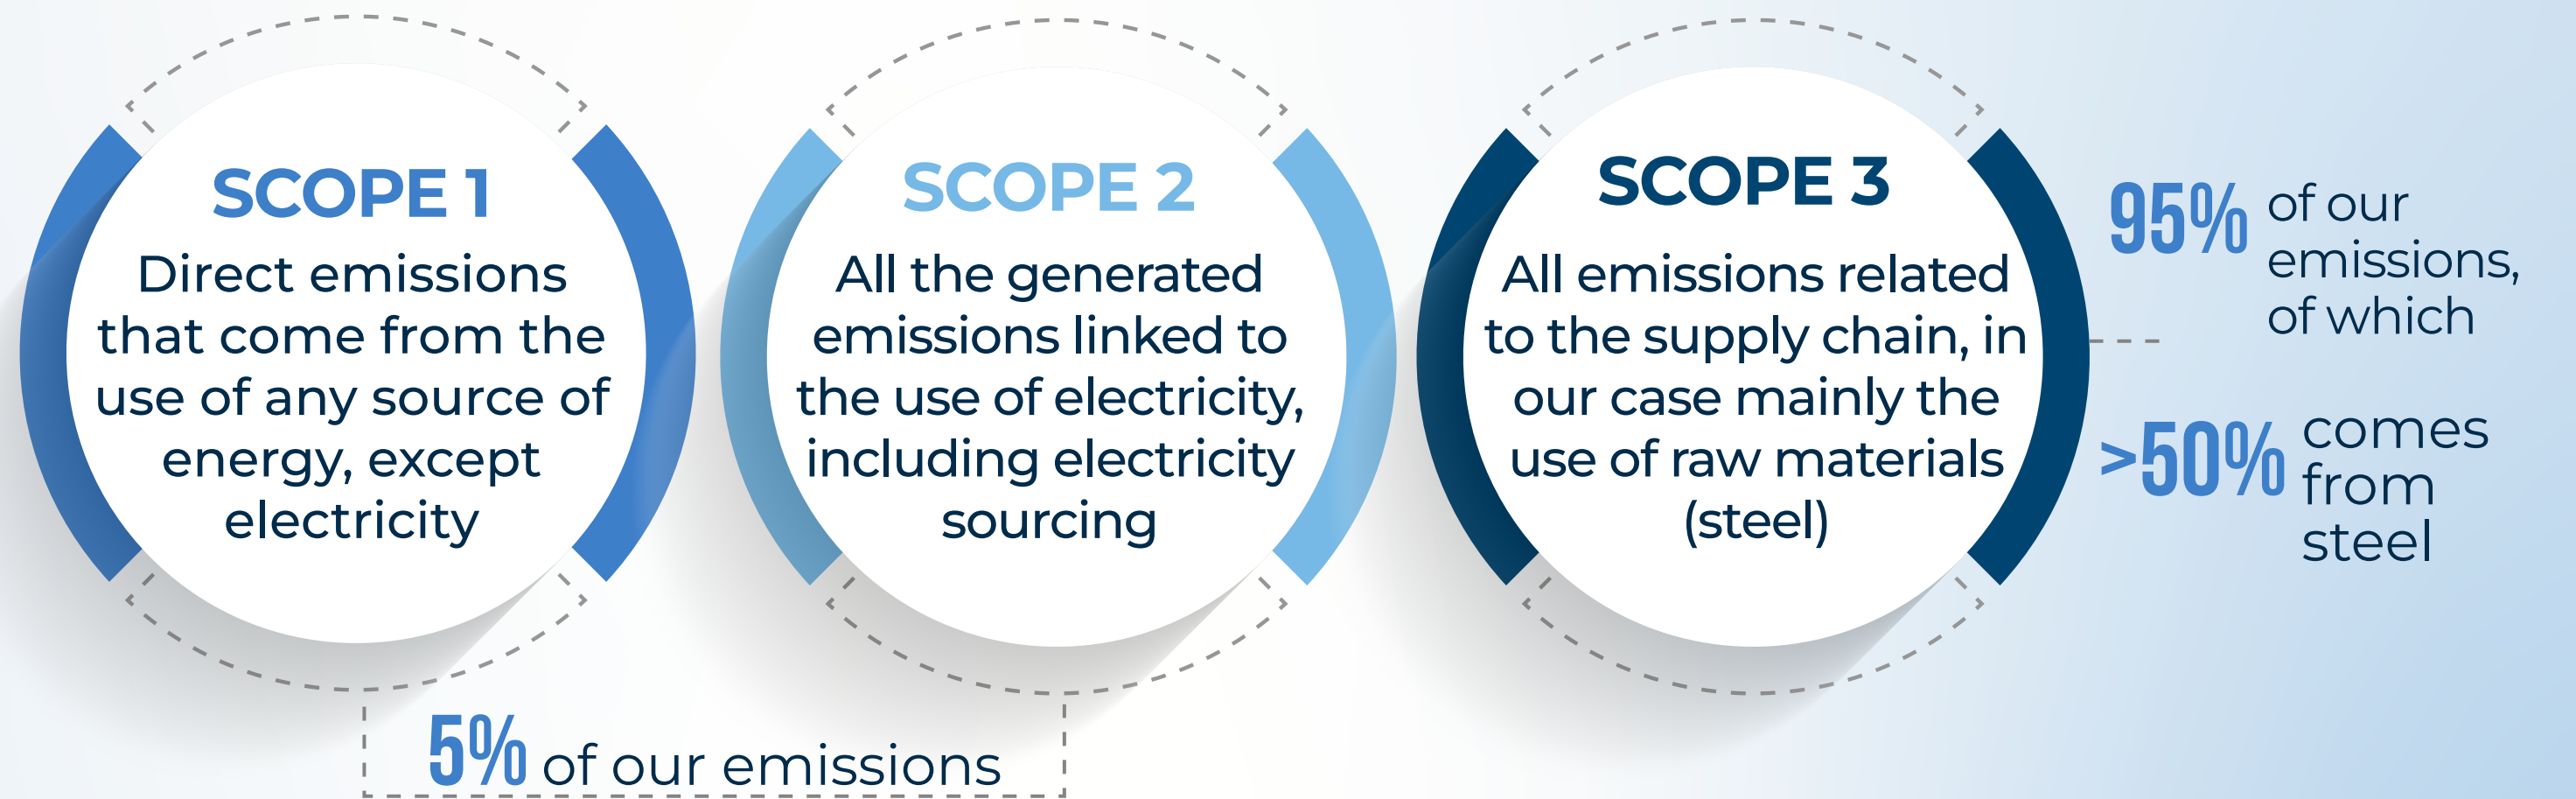 SCOPE 1
Direct emissions
that come from the
use of any source of
energy, except
electricity
SCOPE 2
All the generated
emissions linked to
the use of electricity,
including electricity
sourcing
5% of our emissions
SCOPE 3
All emissions related
to the supply chain, in
our case mainly the
use of raw materials
(steel)
95% of our
emissions,
of which
>50% comes
from
steel